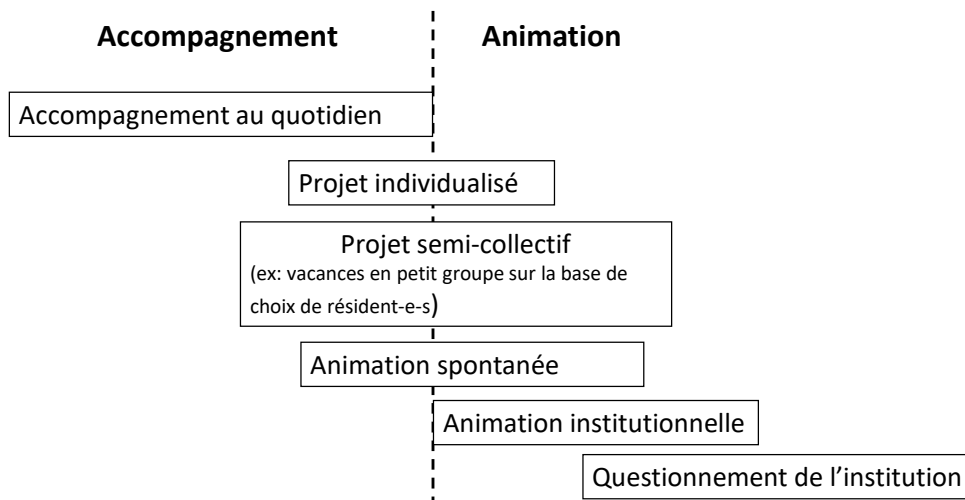 Accompagnement
Animation
Accompagnement au quotidien
Projet individualisé
Projet semi-collectif
(ex: vacances en petit groupe sur la base de
choix de résident-e-s)
Animation spontanée
Animation institutionnelle
Questionnement de l’institution